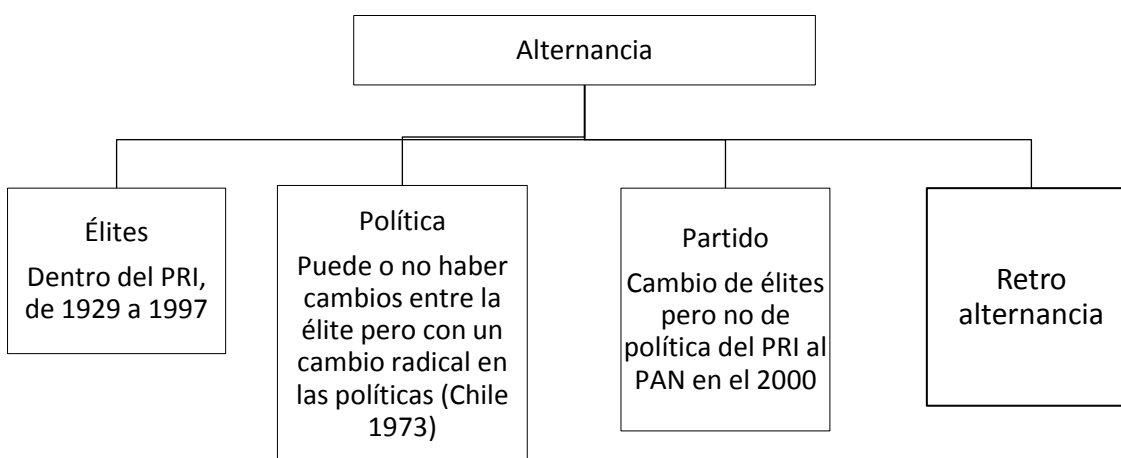 Alternancia
Élites
Dentro del PRI,
de 1929 a 1997
Política
Puede o no haber
cambios entre la
élite pero con un
cambio radical en
las políticas (Chile
1973)
Partido
Cambio de élites
pero no de
política del PRI al
PAN en el 2000
Retro
alternancia